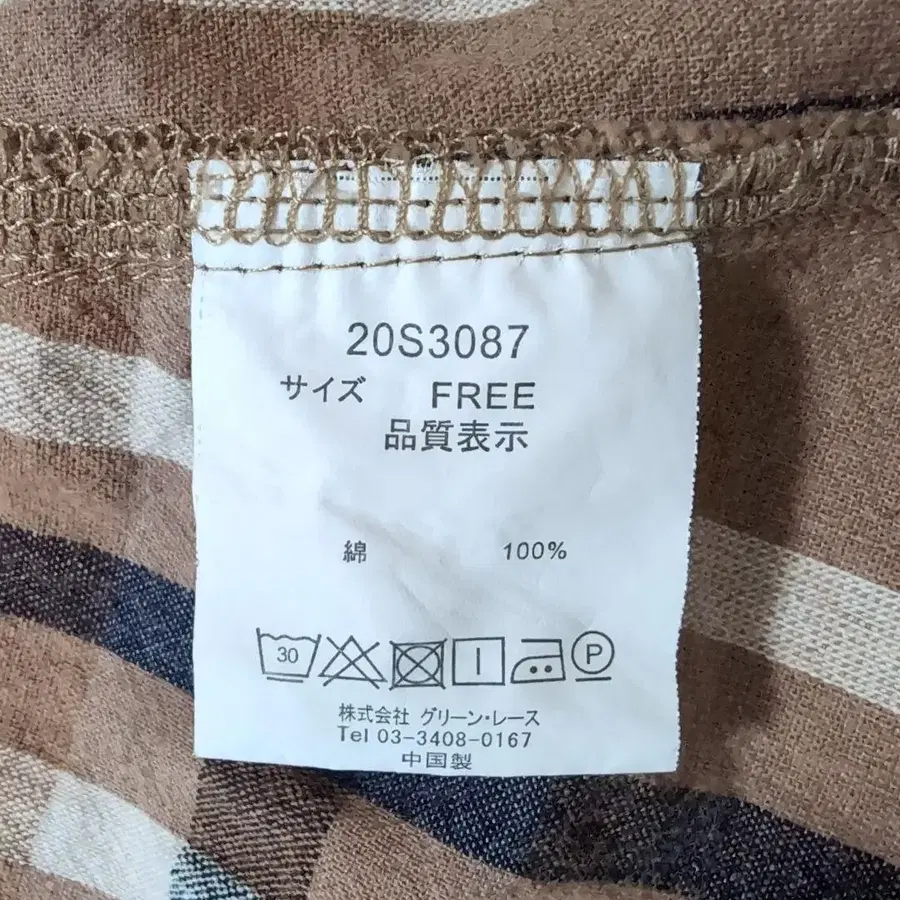 20S3087
サイズ FREE
品質表示
綿 100%
30 P
株式会社 グリーン・レース
Tel 03-3408-0167
中国製